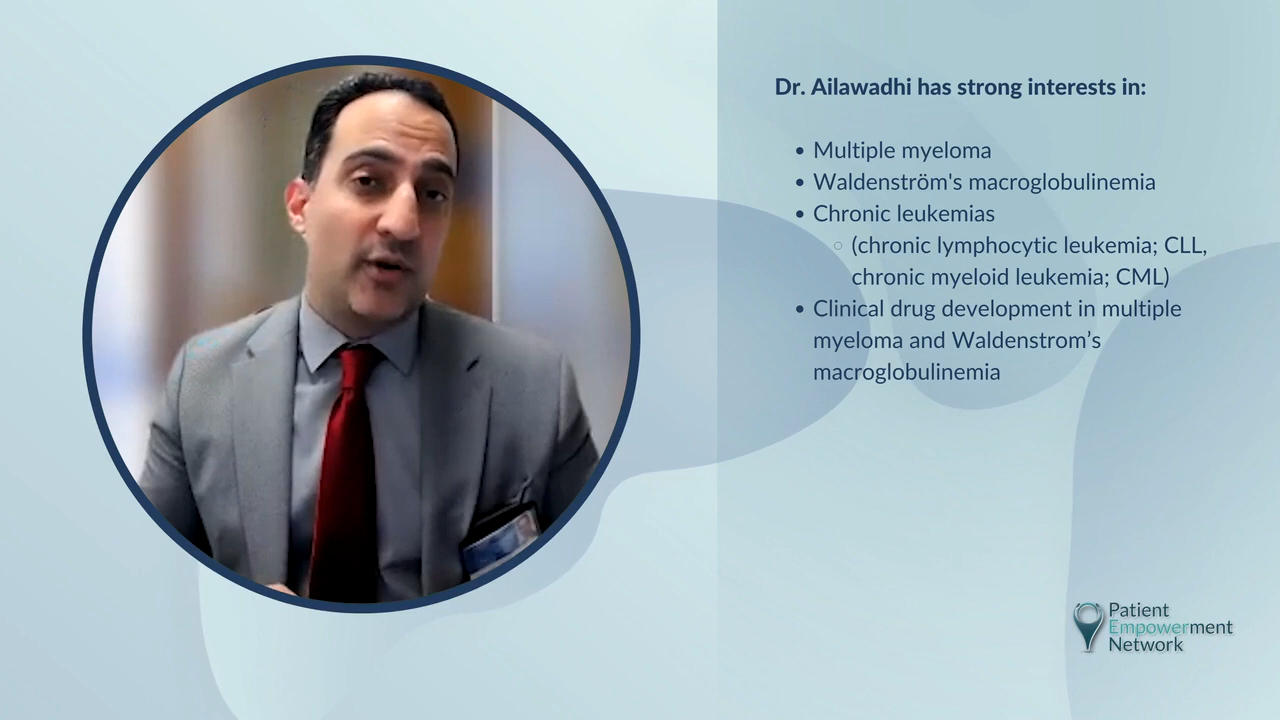 Dr. Ailawadhi has strong interests in:
• Multiple myeloma
• Waldenström's macroglobulinemia
• Chronic leukemias
○ (chronic lymphocytic leukemia; CLL,
chronic myeloid leukemia; CML)
• Clinical drug development in multiple
myeloma and Waldenstrom’s
macroglobulinemia
Patient
Empowerment
Network